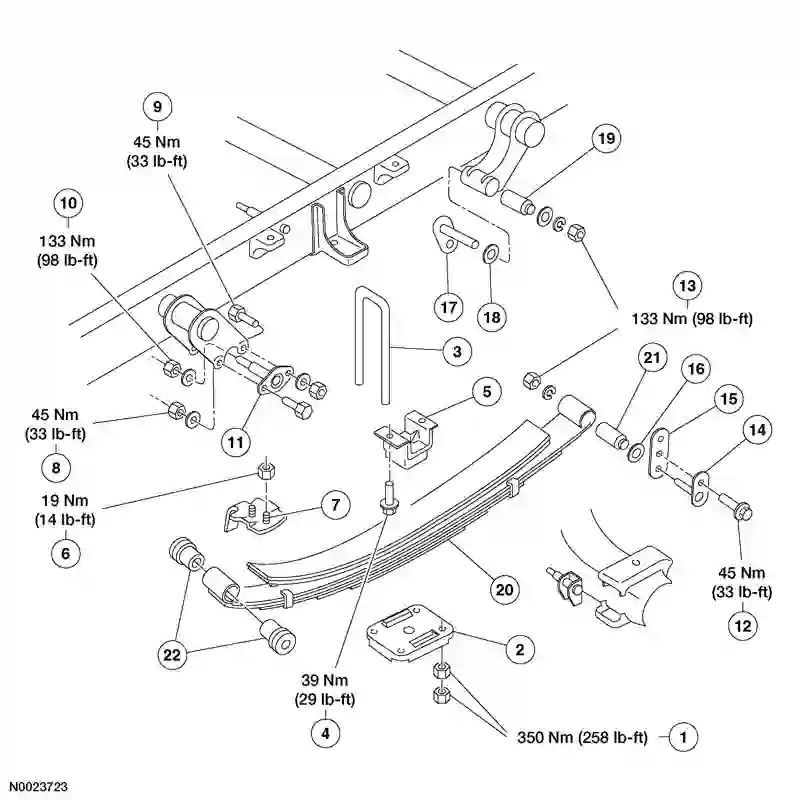 9
45 Nm
(33 lb-ft)
10
133 Nm
(98 lb-ft)
19
17
18
13
133 Nm (98 lb-ft)
3
5
21
16
15
14
11
45 Nm
(33 lb-ft)
8
19 Nm
(14 lb-ft)
6
7
20
45 Nm
(33 lb-ft)
12
22
2
39 Nm
(29 lb-ft)
4
350 Nm (258 lb-ft)
1
N0023723